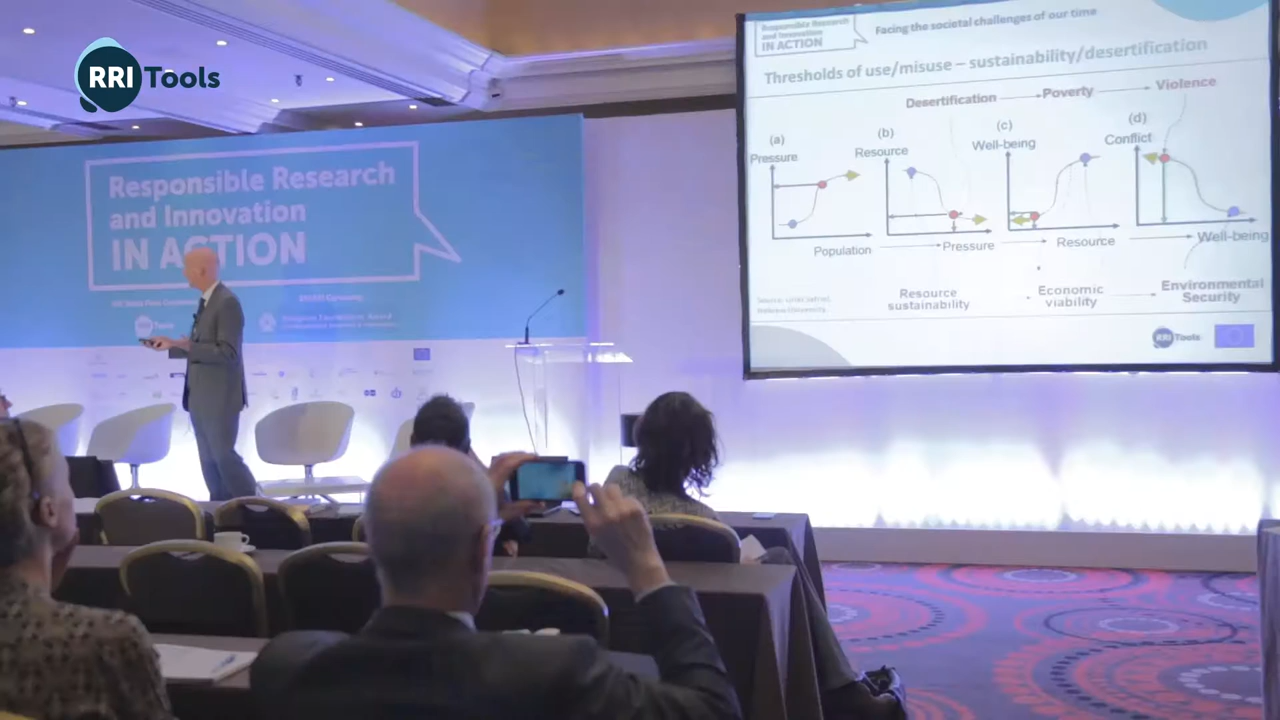 RRI Tools
Responsible Research
and Innovation
IN ACTION
RRI Tools
Responsible Research
and Innovation
IN ACTION
Facing the societal challenges of our time
Thresholds of use/misuse – sustainability/desertification
Desertification
Poverty
Violence
(a)
(b)
(c)
(d)
Pressure
Resource
Well-being
Conflict
Population
Pressure
Resource
Well-being
Resource
sustainability
Economic
viability
Environmental
Security
RRI Tools